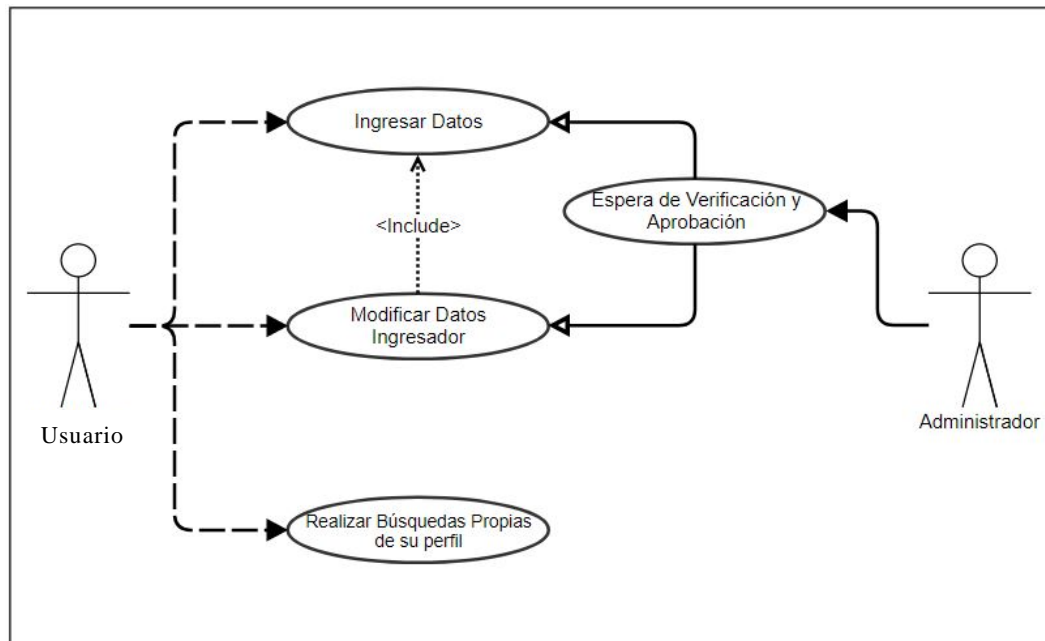 Ingresar Datos
Espera de Verificación y
Aprobación
<Include>
Modificar Datos
Ingresador
Usuario
Administrador
Realizar Búsquedas Propias
de su perfil